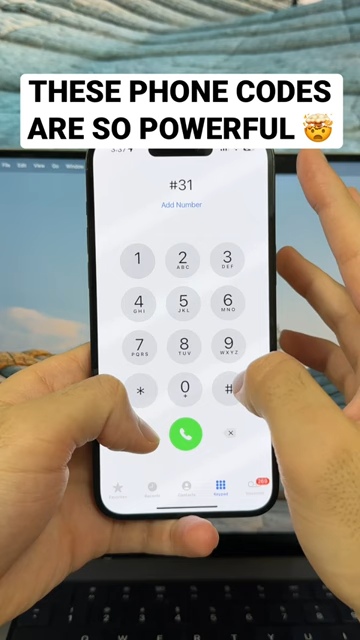 THESE PHONE CODES
ARE SO POWERFUL 🤯
#31
Add Number
1
2
3
ABC
DEF
4
5
6
GHI
JKL
MNO
7
8
9
PQRS
TUV
WXYZ
*
0
#
+
Keypad